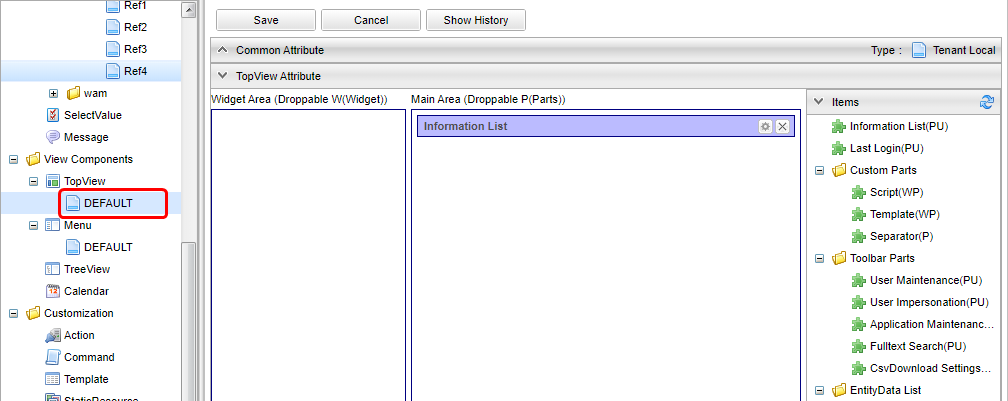 Ref1
Ref2
Ref3
Ref4
wam
SelectValue
Message
View Components
TopView
DEFAULT
Menu
DEFAULT
TreeView
Calendar
Customization
Action
Command
Template
StaticResource
Save
Cancel
Show History
Common Attribute
Type :
Tenant Local
TopView Attribute
Widget Area (Droppable W(Widget))
Main Area (Droppable P(Parts))
Information List
Items
Information List(PU)
Last Login(PU)
Custom Parts
Script(WP)
Template(WP)
Separator(P)
Toolbar Parts
User Maintenance(PU)
User Impersonation(PU)
Application Maintenanc...
Fulltext Search(PU)
CsvDownload Settings...
EntityData List